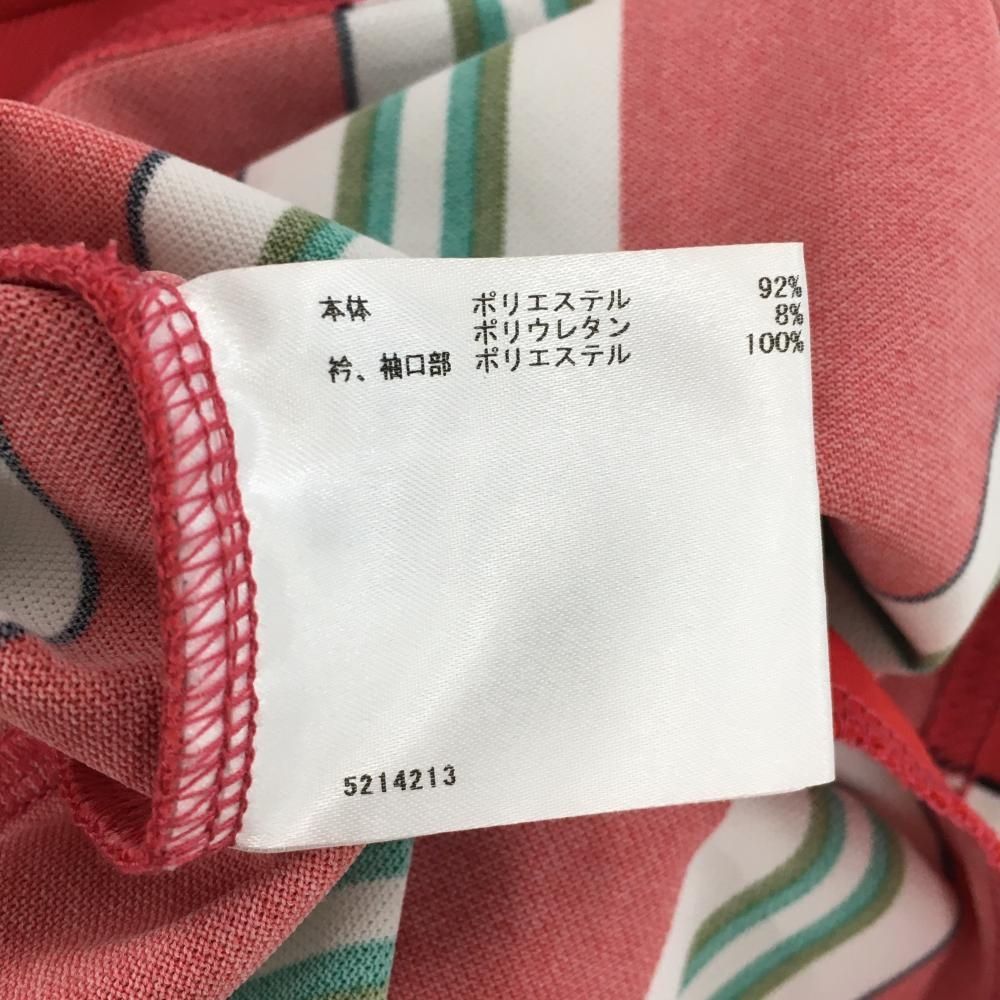 本体 ポリエステル 92%
ポリウレタン 8%
衿、袖口部 ポリエステル 100%
5214213